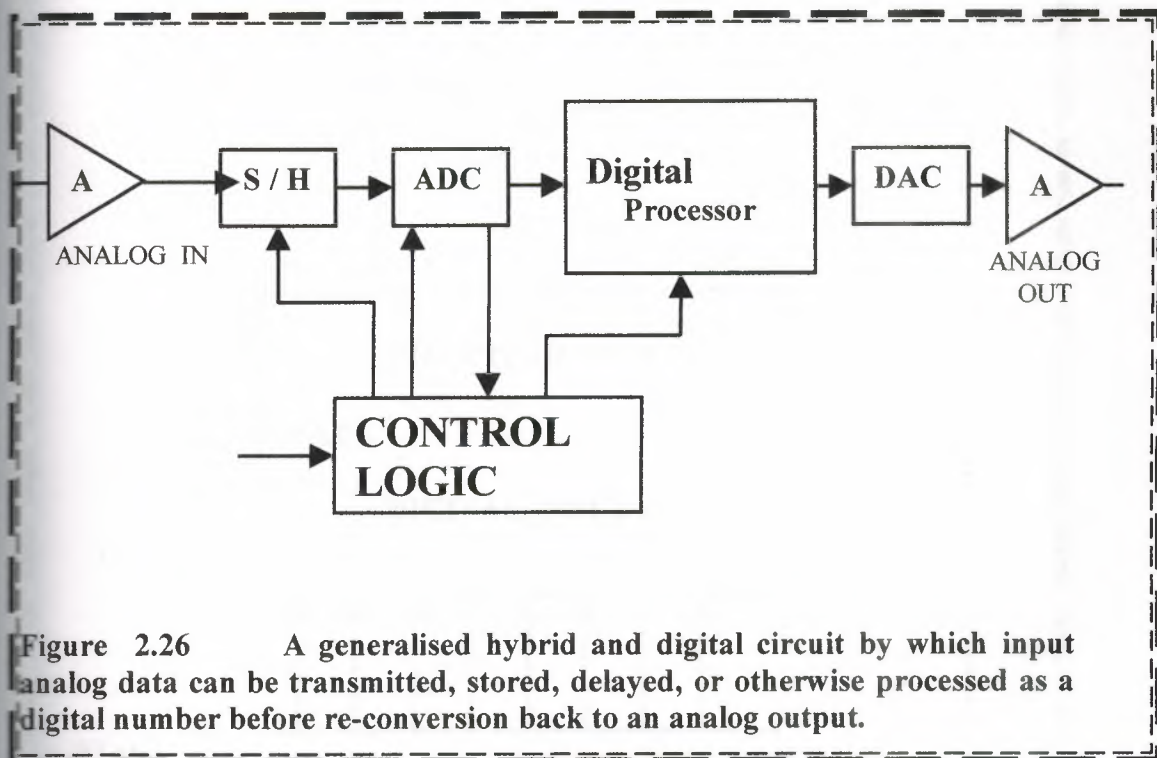 A
S / H
ADC
Digital
Processor
DAC
A
ANALOG IN
ANALOG
OUT
CONTROL
LOGIC
Figure 2.26 A generalised hybrid and digital circuit by which input
analog data can be transmitted, stored, delayed, or otherwise processed as a
digital number before re-conversion back to an analog output.